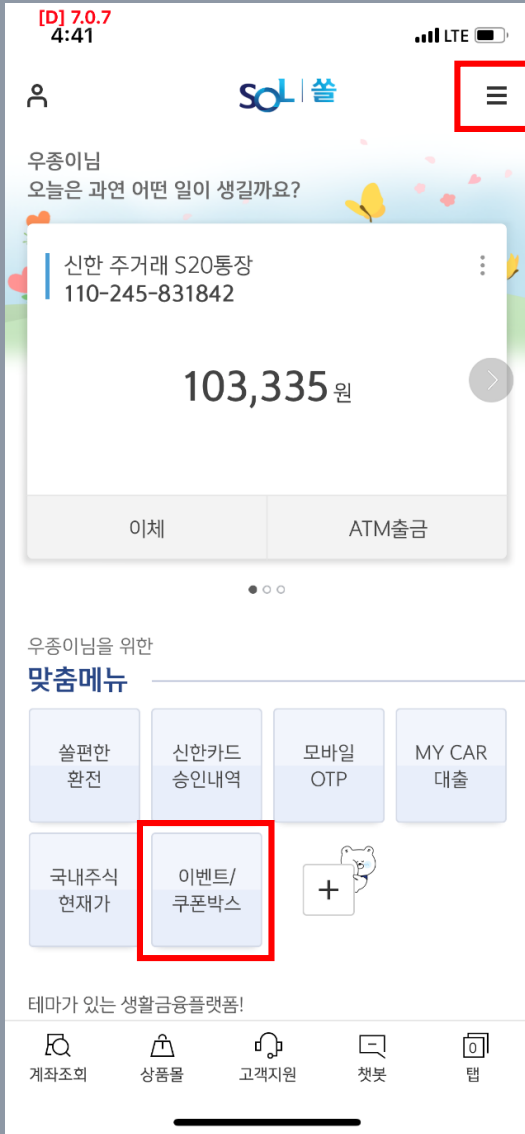 [D] 7.0.7
4:41
LTE
SOL 쏠
우종이님
오늘은 과연 어떤 일이 생길까요?
신한 주거래 S20통장
110-245-831842
103,335 원
이체 ATM출금
우종이님을 위한
맞춤메뉴
쏠편한 신한카드 모바일 MY CAR
환전 승인내역 OTP 대출
국내주식 이벤트/
현재가 쿠폰박스
+
테마가 있는 생활금융플랫폼!
0
계좌조회 상품몰 고객지원 챗봇 탭